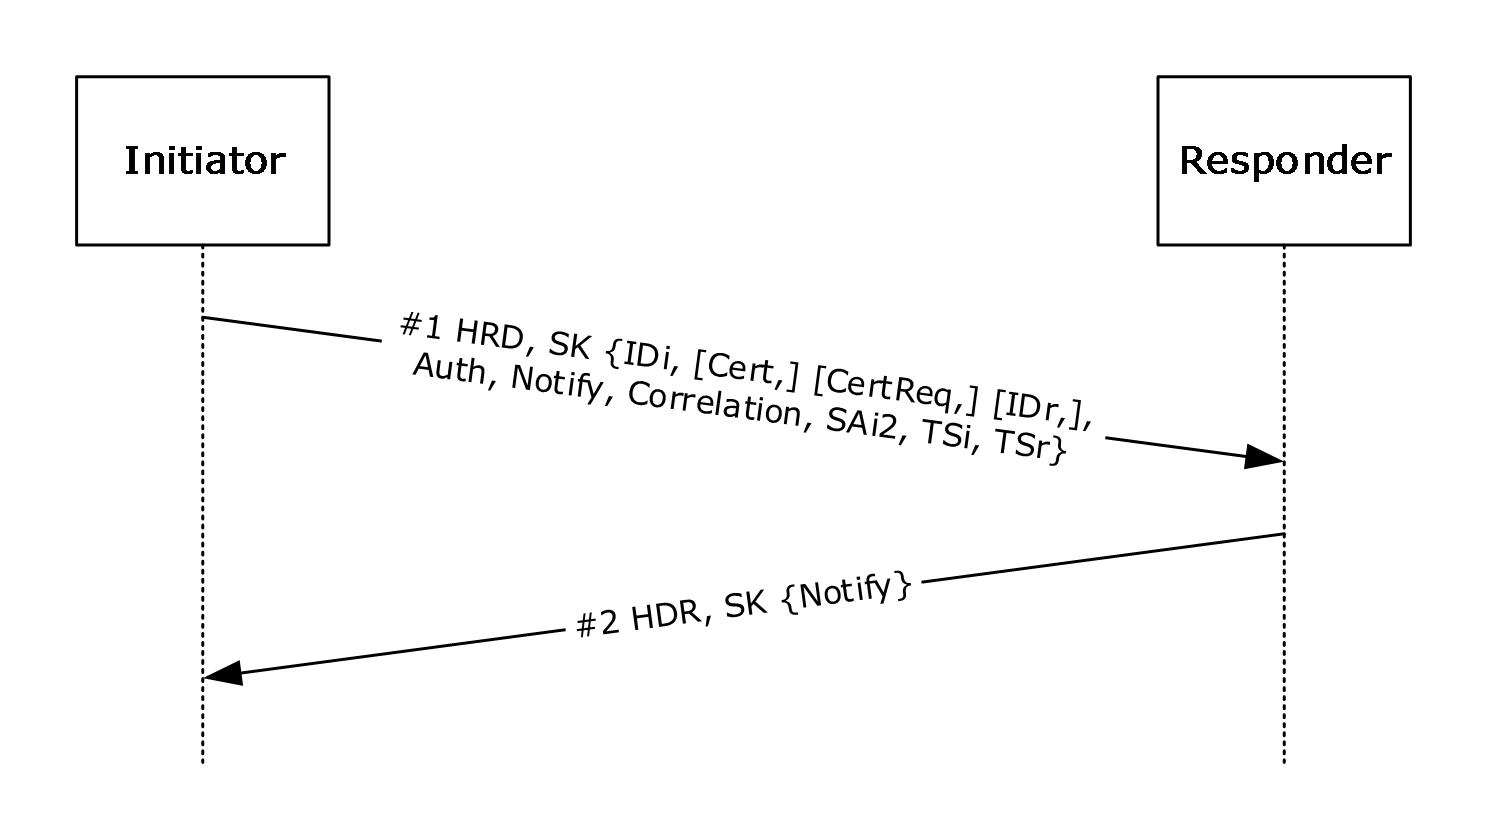 Initiator
Responder
#1 HRD, SK {IDi, [Cert,] [CertReq,] [IDr,],
Auth, Notify, Correlation, SAi2, TSi, TSr}
#2 HDR, SK {Notify}